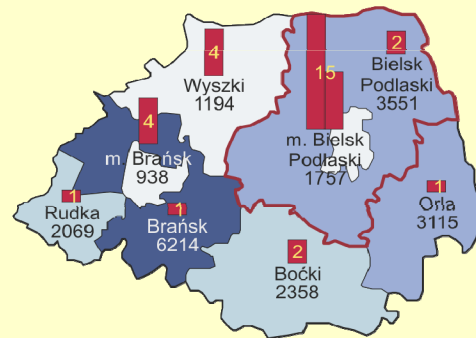 4
Wyszki
1194
2
Bielsk
Podlaski
3551
15
m. Bielsk
Podlaski
1757
4
m. Brańsk
938
1
Rudka
2069
1
Brańsk
6214
1
Orla
3115
2
Boćki
2358